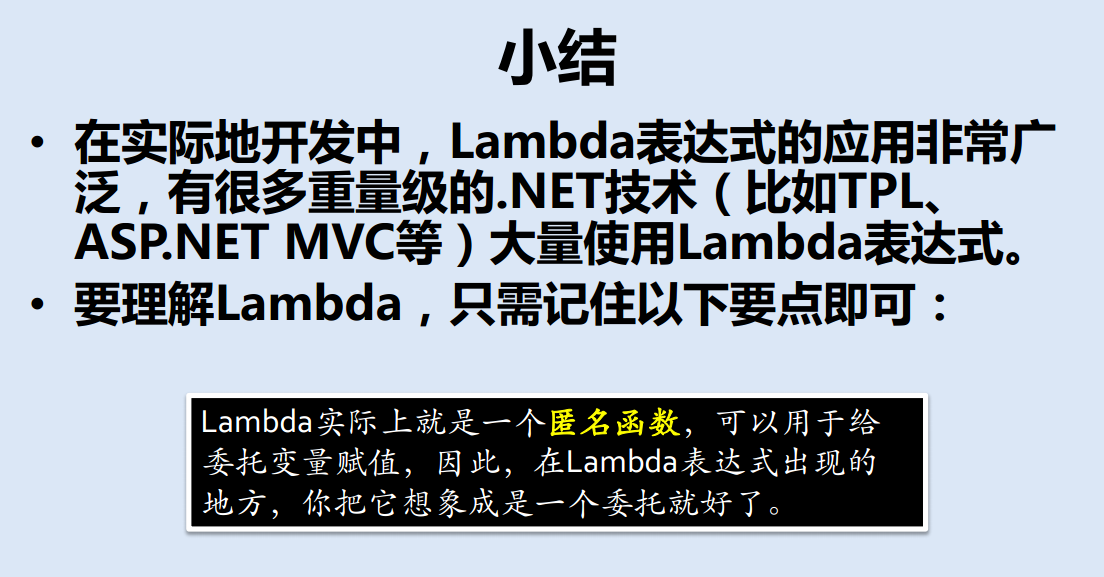 小结
• 在实际地开发中，Lambda表达式的应用非常广
泛，有很多重量级的.NET技术（比如TPL、
ASP.NET MVC等）大量使用Lambda表达式。
• 要理解Lambda，只需记住以下要点即可：
Lambda实际上就是一个匿名函数，可以用于给
委托变量赋值，因此，在Lambda表达式出现的
地方，你把它想象成是一个委托就好了。